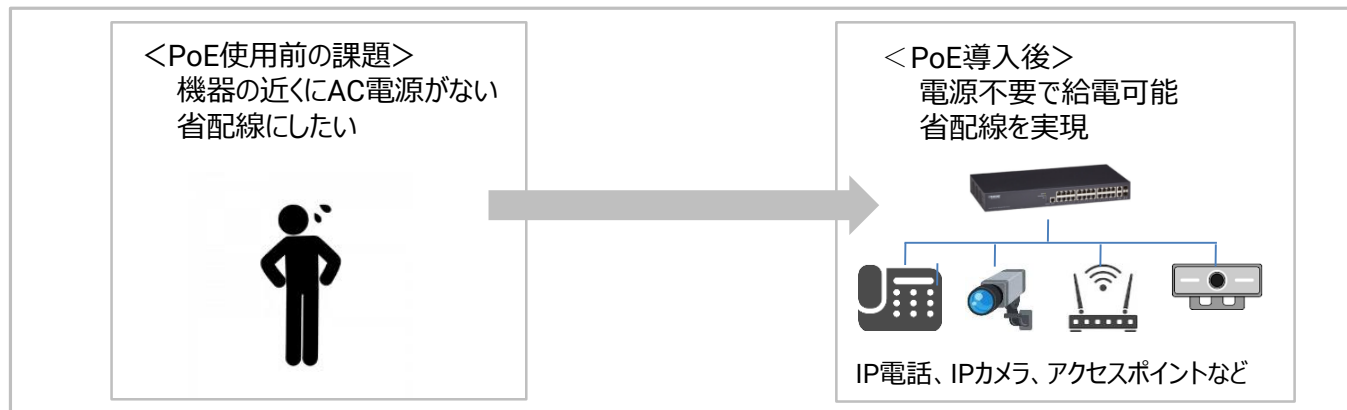 ＜PoE使用前の課題＞
機器の近くにAC電源がない
省配線にしたい
＜PoE導入後＞
電源不要で給電可能
省配線を実現
IP電話、IPカメラ、アクセスポイントなど